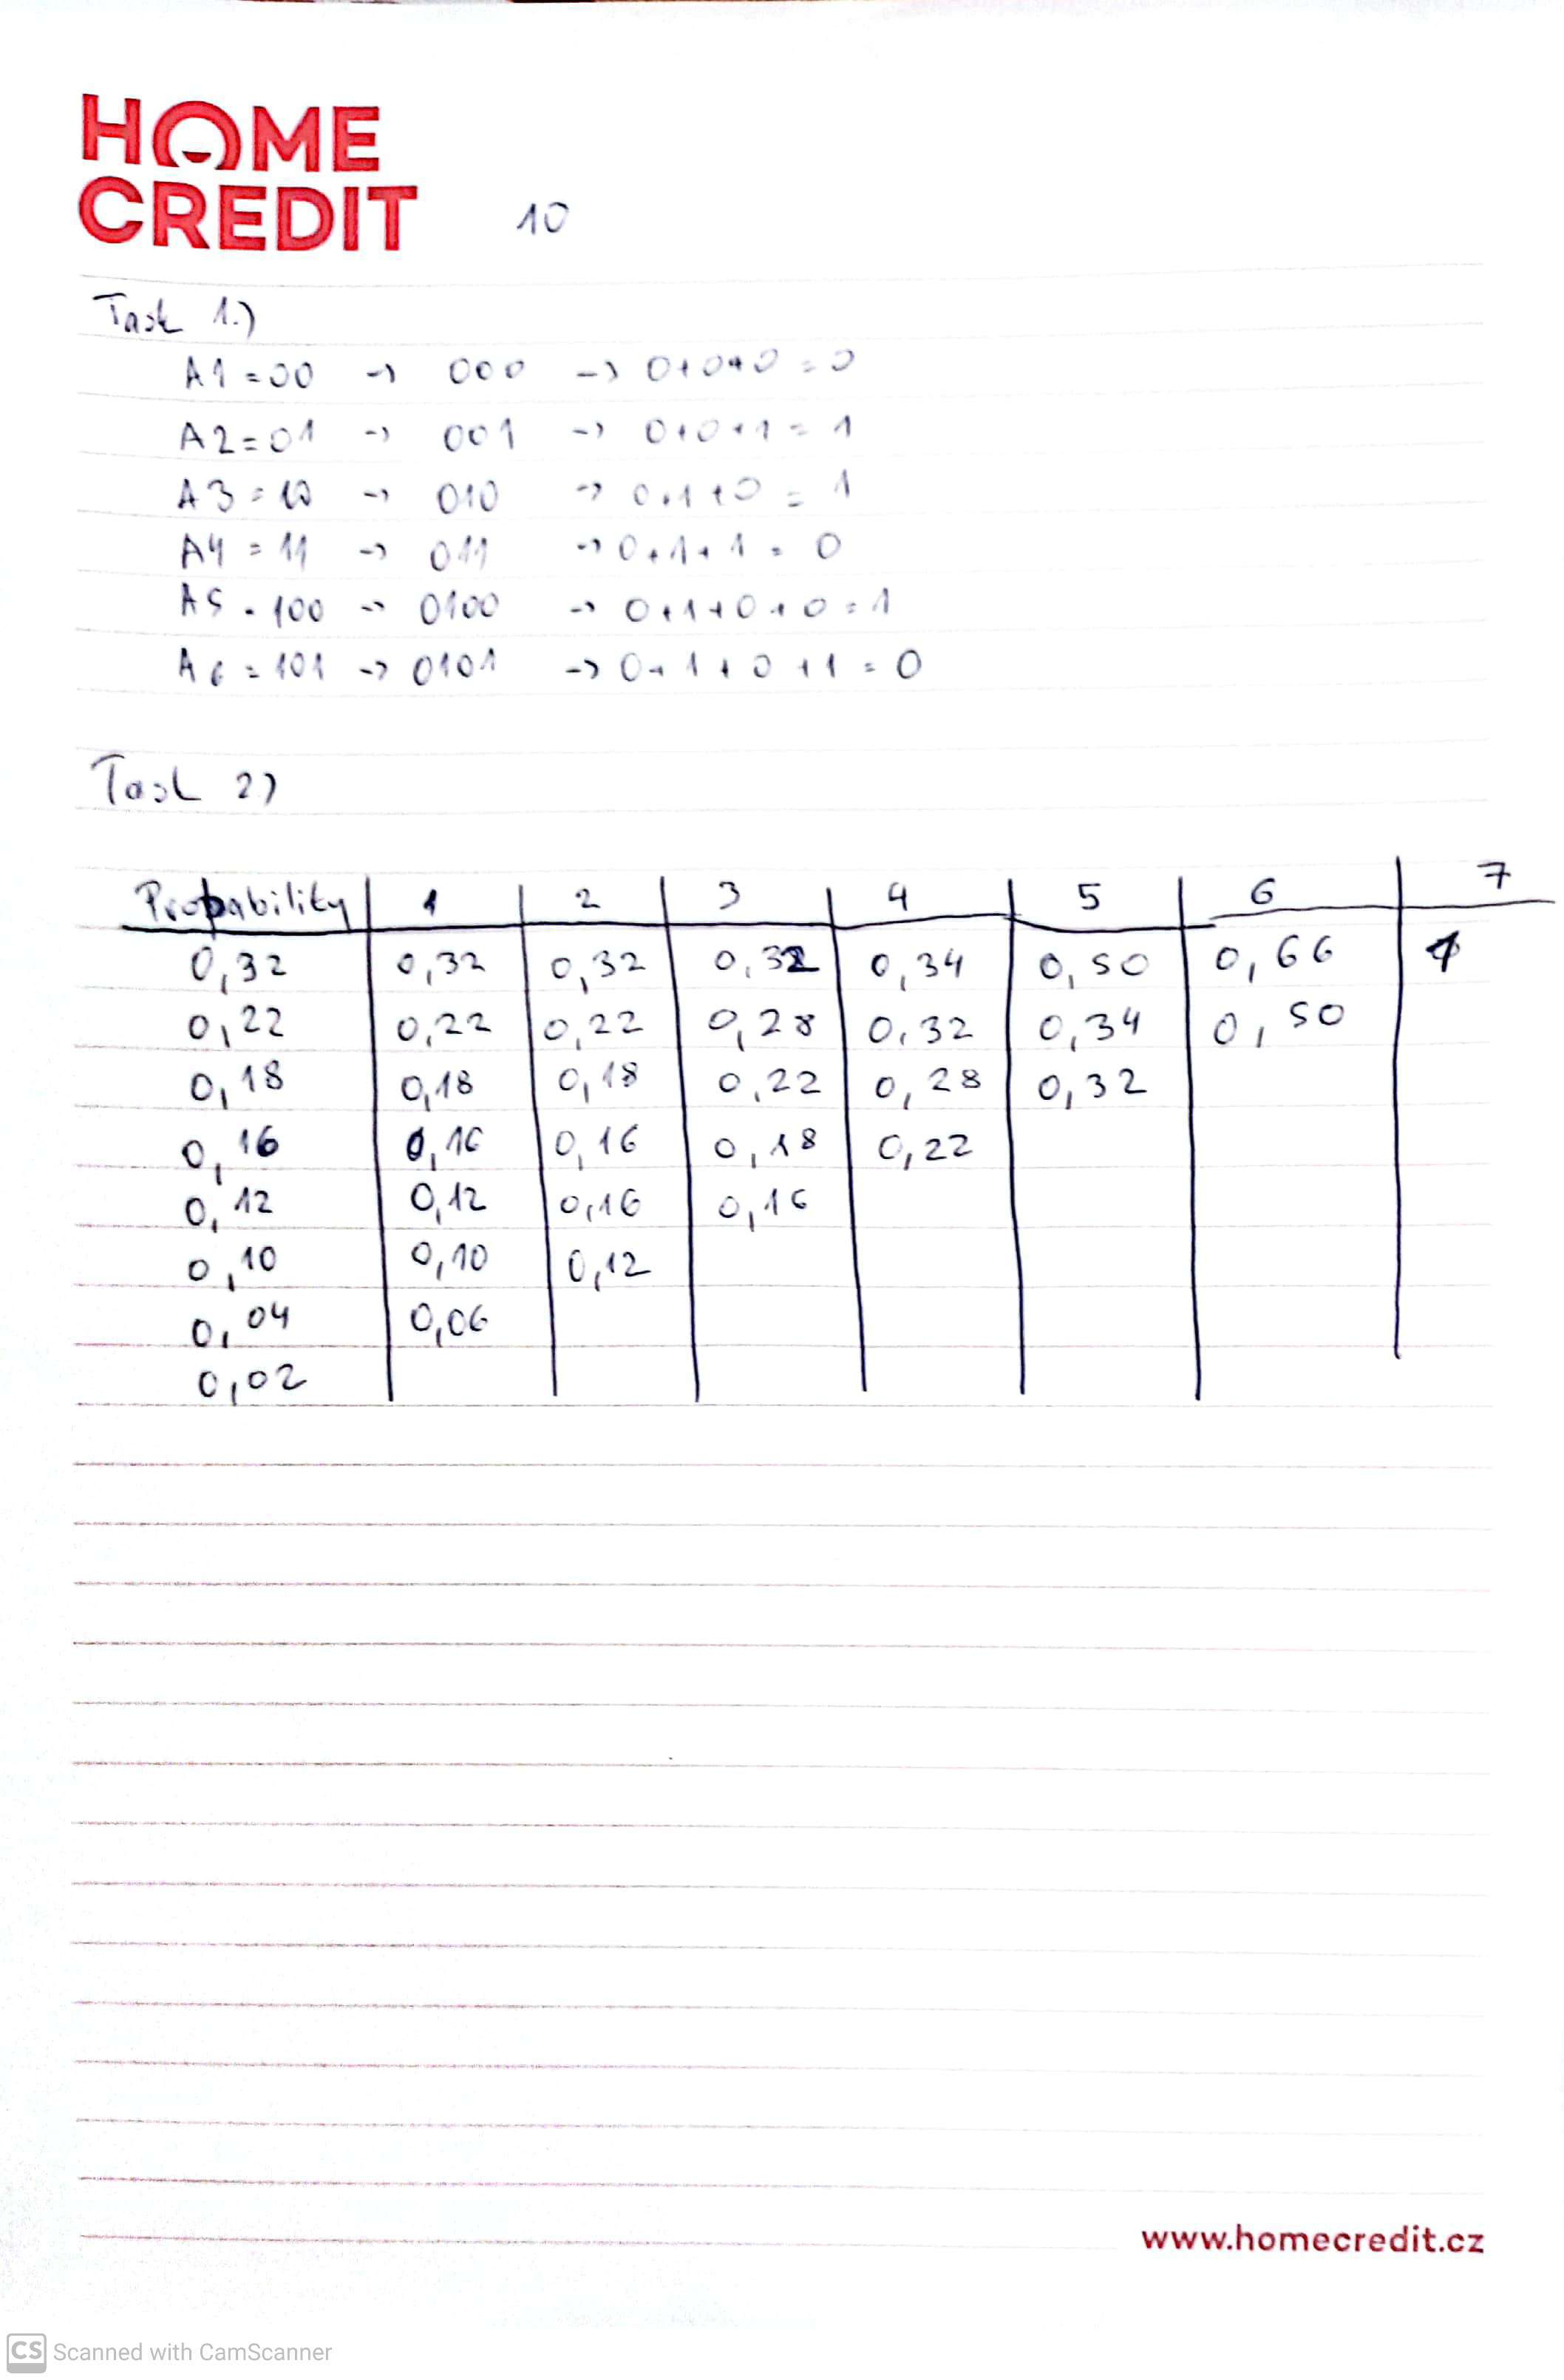 HOME
CREDIT
10
Task 1.)
A1 = 00 -> 000 -> 0+0+0 = 0
A2 = 01 -> 001 -> 0+0+1 = 1
A3 = 10 -> 010 -> 0+1+0 = 1
A4 = 11 -> 011 -> 0+1+1 = 0
A5 = 100 -> 0100 -> 0+1+0+0 = 1
A6 = 101 -> 0101 -> 0+1+0+1 = 0
Task 2)
Probability 1 2 3 4 5 6 7
0,32 0,32 0,32 0,32 0,34 0,50 0,66 1
0,22 0,22 0,22 0,28 0,32 0,34 0,50
0,18 0,18 0,18 0,22 0,28 0,32
0,16 0,16 0,16 0,18 0,22
0,12 0,12 0,16 0,16
0,10 0,10 0,12
0,04 0,06
0,02
www.homecredit.cz
CS Scanned with CamScanner